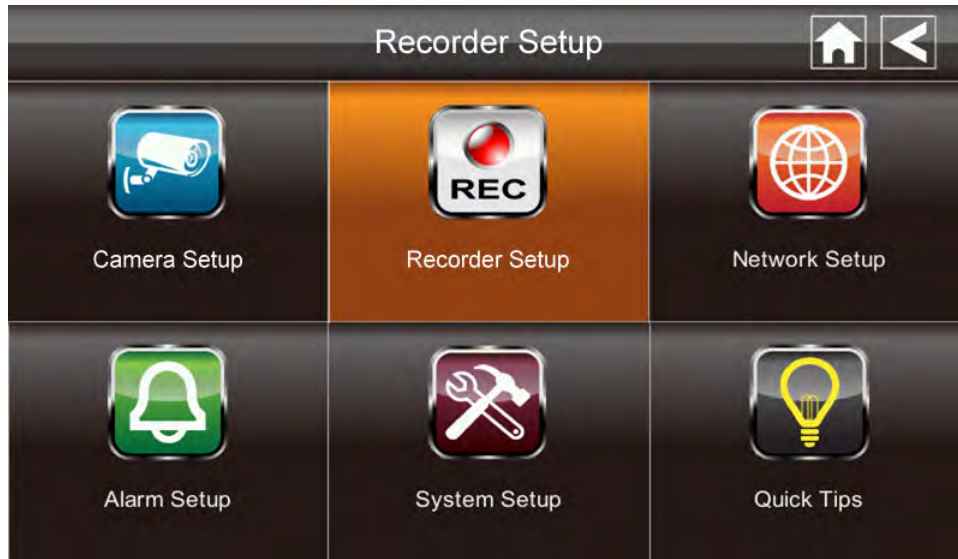 Recorder Setup
REC
Camera Setup
Recorder Setup
Network Setup
Alarm Setup
System Setup
Quick Tips